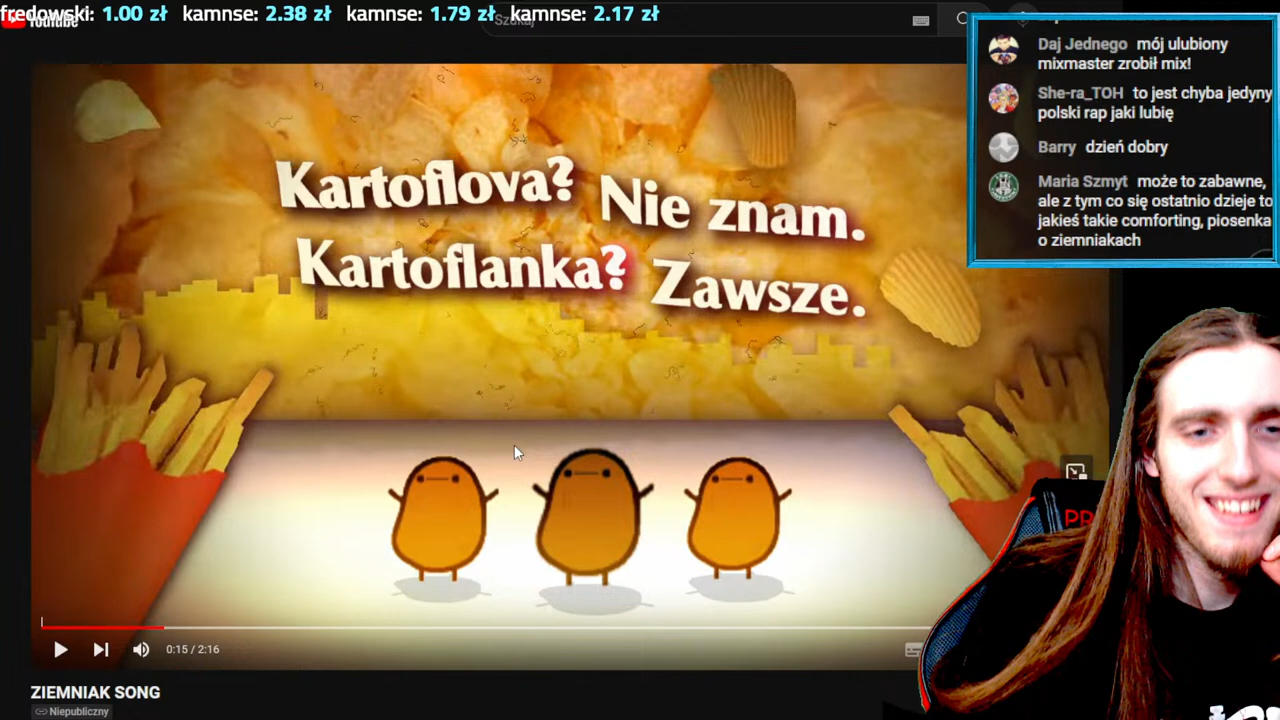 fredowski: 1.00 zł kamnse: 2.38 zł kamnse: 1.79 zł kamnse: 2.17 zł
YouTube
Szukaj
Daj Jednego mój ulubiony
mixmaster zrobił mix!
She-ra_TOH to jest chyba jedyny
polski rap jaki lubię
Barry dzień dobry
Maria Szmyt może to zabawne,
ale z tym co się ostatnio dzieje to
jakieś takie comforting, piosenka
o ziemniakach
Kartoflova? Nie znam.
Kartoflanka? Zawsze.
PR
0:15 / 2:16
ZIEMNIAK SONG
Niepubliczny